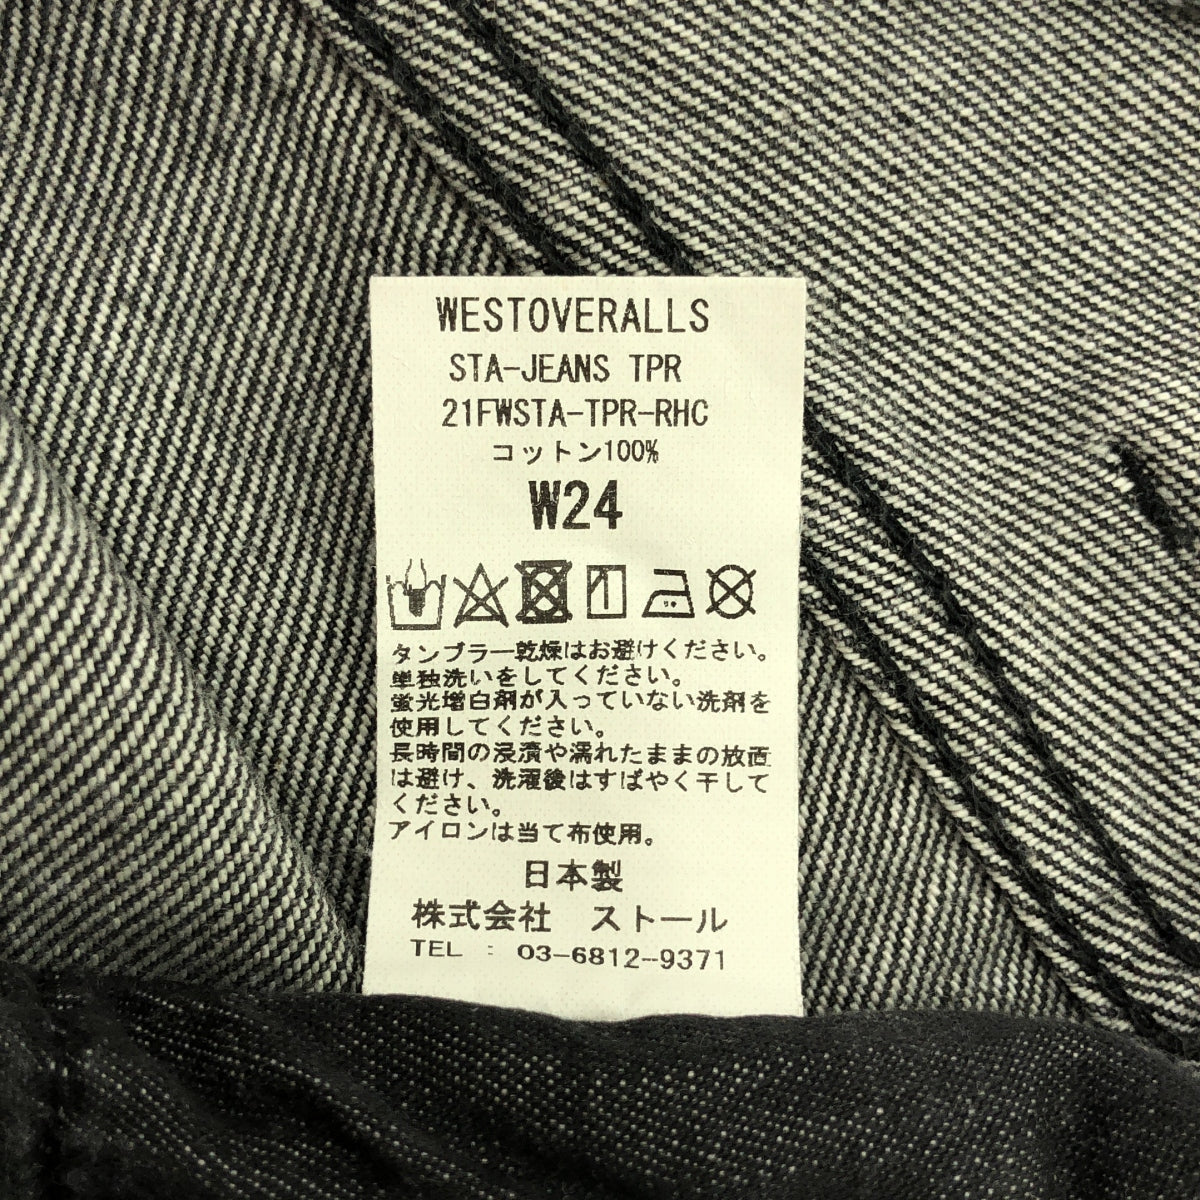 WESTOVERALLS
STA-JEANS TPR
21FWSTA-TPR-RHC
コットン100%
W24
タンブラー乾燥はお避けください。
単独洗いをしてください。
蛍光増白剤が入っていない洗剤を
使用してください。
長時間の浸漬や濡れたままの放置
は避け、洗濯後はすばやく干して
ください。
アイロンは当て布使用。
日本製
株式会社 ストール
TEL : 03-6812-9371